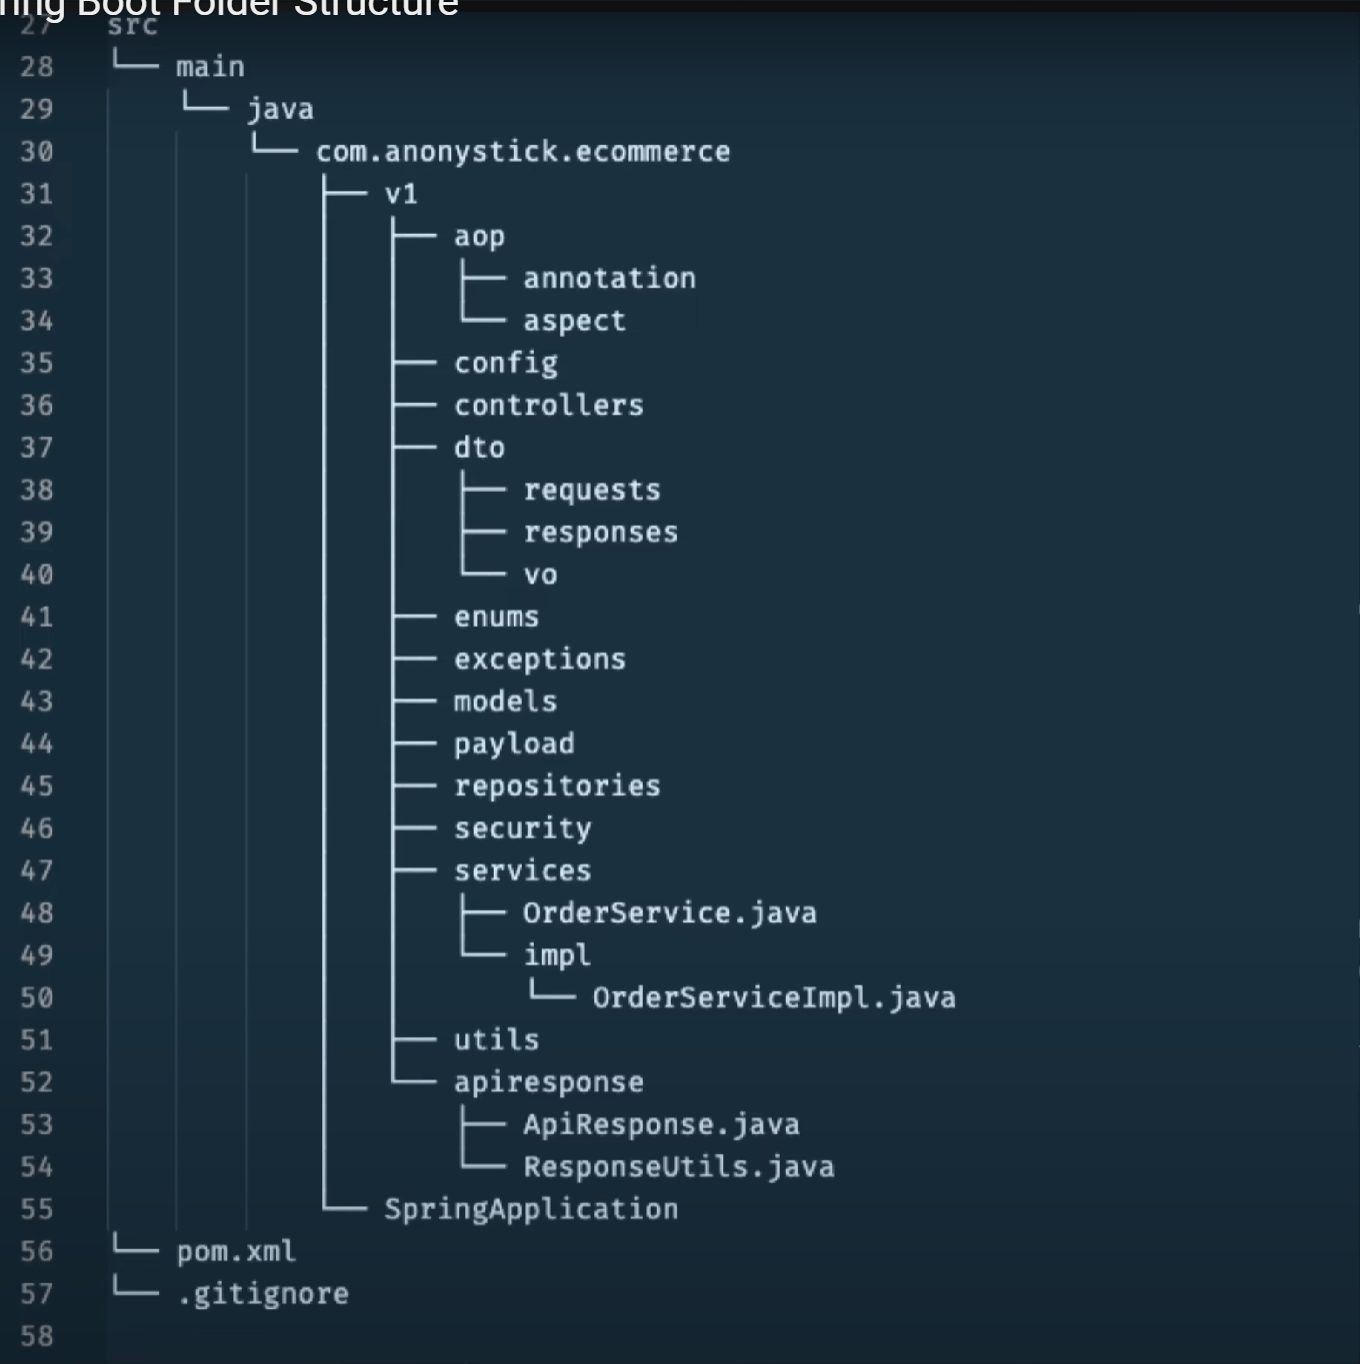 Boot Folder Structure
27 src
28 └── main
29 └── java
30 └── com.anonystick.ecommerce
31 ├── v1
32 ├── aop
33 ├── annotation
34 └── aspect
35 ├── config
36 ├── controllers
37 ├── dto
38 ├── requests
39 ├── responses
40 └── vo
41 ├── enums
42 ├── exceptions
43 ├── models
44 ├── payload
45 ├── repositories
46 ├── security
47 ├── services
48 ├── OrderService.java
49 └── impl
50 └── OrderServiceImpl.java
51 ├── utils
52 └── apiresponse
53 ├── ApiResponse.java
54 └── ResponseUtils.java
55 └── SpringApplication
56 └── pom.xml
57 └── .gitignore
58